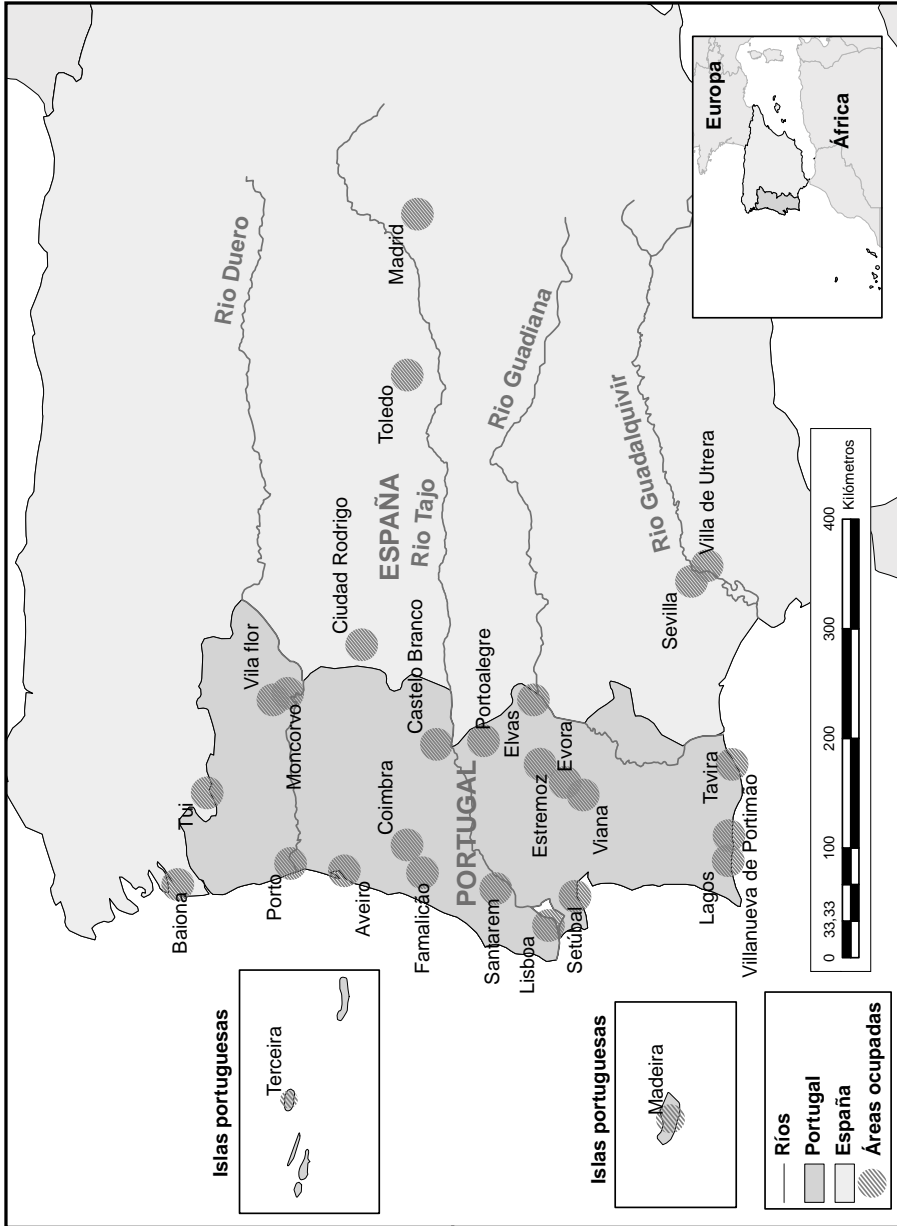 Baiona
Tui
Porto
Vila flor
Moncorvo
Rio Duero
Aveiro
Coimbra
Famalicão
Ciudad Rodrigo
Castelo Branco
ESPAÑA
Rio Tajo
Toledo
Madrid
PORTUGAL
Santarem
Lisboa
Setúbal
Portoalegre
Elvas
Estremoz
Evora
Viana
Rio Guadiana
Rio Guadalquivir
Sevilla
Villa de Utrera
Lagos
Villanueva de Portimão
Tavira
Islas portuguesas
Terceira
Islas portuguesas
Madeira
Ríos
Portugal
España
Áreas ocupadas
0 33,33 100 200 300 400
Kilómetros
Europa
África